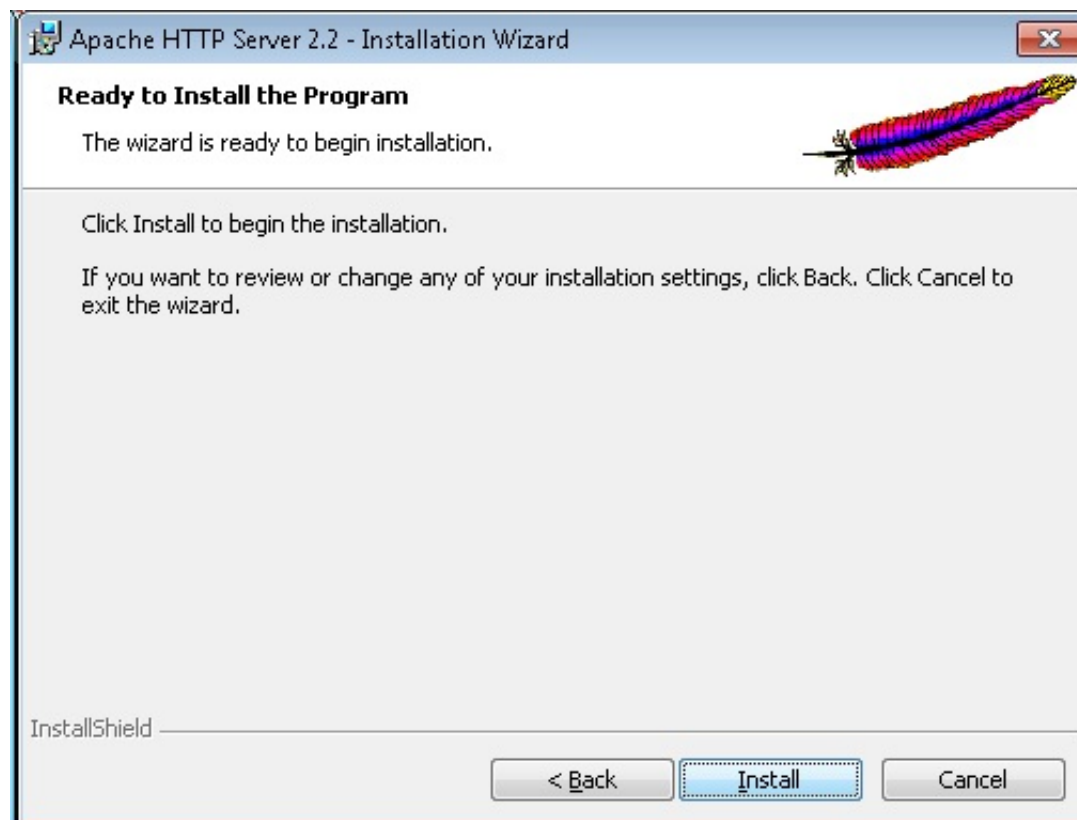 Apache HTTP Server 2.2 - Installation Wizard
Ready to Install the Program
The wizard is ready to begin installation.
Click Install to begin the installation.
If you want to review or change any of your installation settings, click Back. Click Cancel to
exit the wizard.
InstallShield
< Back
Install
Cancel